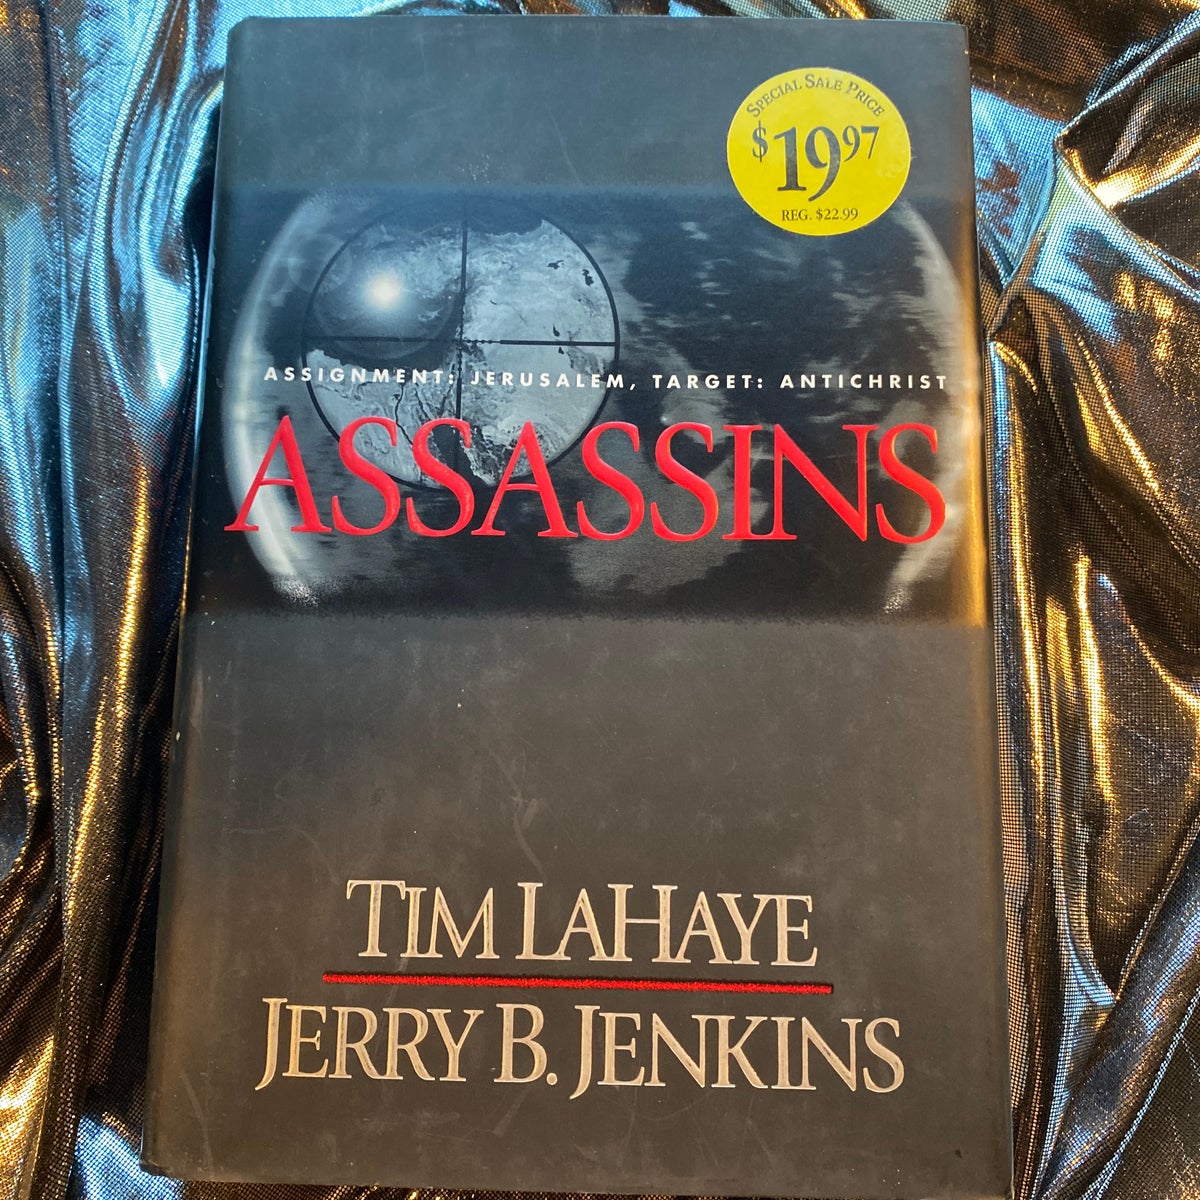 SPECIAL SALE PRICE
$19.97
REG. $22.99
ASSIGNMENT: JERUSALEM, TARGET: ANTICHRIST
ASSASSINS
TIM LAHAYE
JERRY B. JENKINS